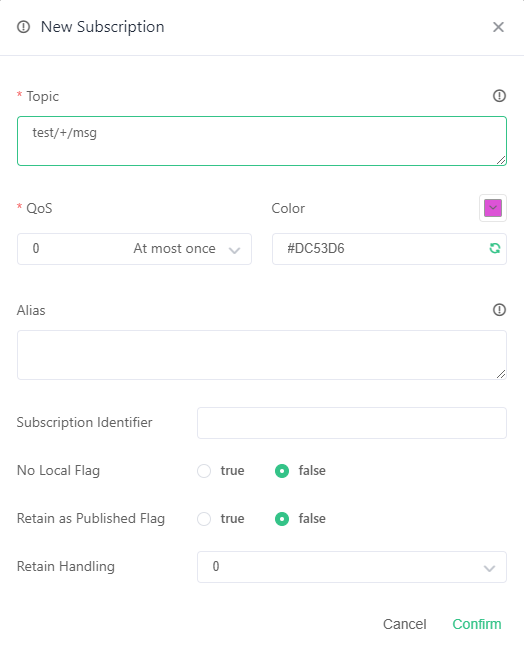 New Subscription
* Topic
test/+/msg
* QoS
Color
0 At most once
#DC53D6
Alias
Subscription Identifier
No Local Flag true false
Retain as Published Flag true false
Retain Handling 0
Cancel Confirm